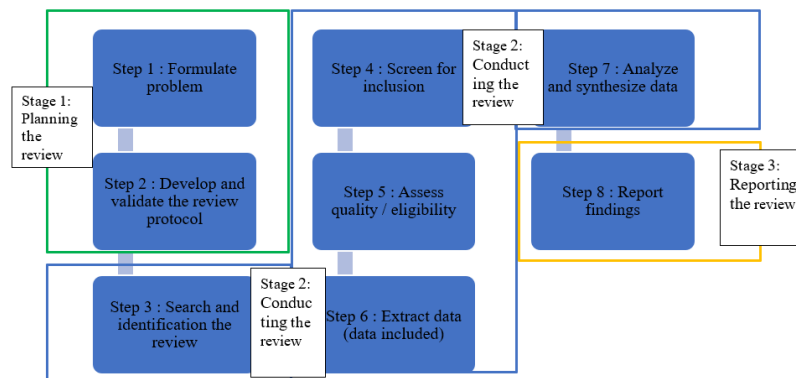 Stage 1:
Planning
the
review
Step 1 : Formulate
problem
Step 2 : Develop and
validate the review
protocol
Step 3 : Search and
identification the
review
Stage 2:
Conduc
ting the
review
Step 4 : Screen for
inclusion
Step 5 : Assess
quality / eligibility
Step 6 : Extract data
(data included)
Stage 2:
Conduct
ing the
review
Step 7 : Analyze
and synthesize data
Step 8 : Report
findings
Stage 3:
Reporting
the review